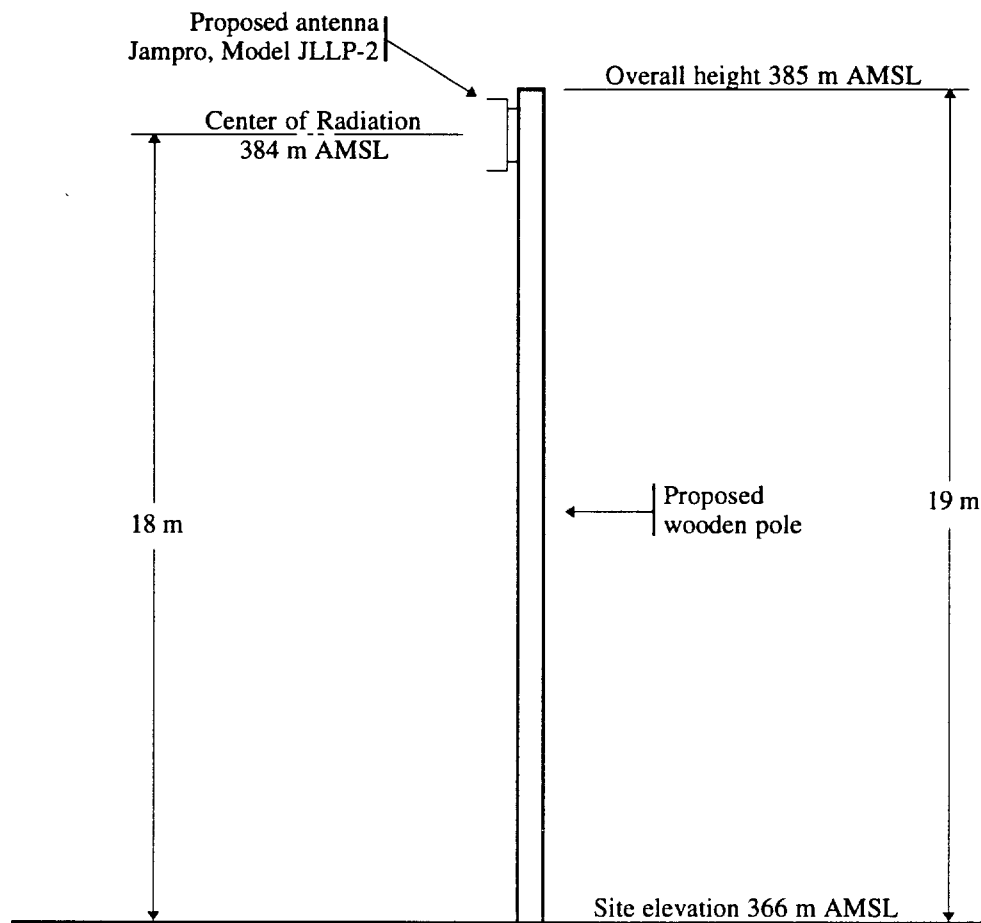 Proposed antenna
Jampro, Model JLLP-2
Overall height 385 m AMSL
Center of Radiation
384 m AMSL
18 m
Proposed
wooden pole
19 m
Site elevation 366 m AMSL